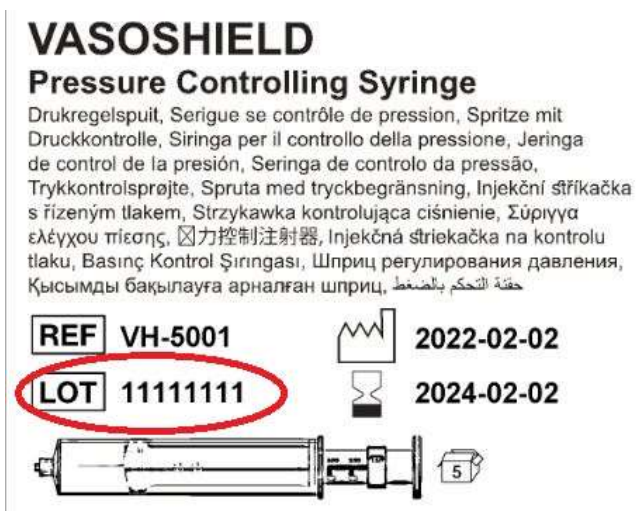 VASOSHIELD
Pressure Controlling Syringe
Drukregelspuit, Serigue se contrôle de pression, Spritze mit
Druckkontrolle, Siringa per il controllo della pressione, Jeringa
de control de la presión, Seringa de controlo da pressão,
Trykkontrolsprøjte, Spruta med tryckbegränsning, Injekční stříkačka
s řízeným tlakem, Strzykawka kontrolująca ciśnienie, Σύριγγα
ελέγχου πίεσης, 力控制注射器, Injekčná striekačka na kontrolu
tlaku, Basınç Kontrol Şırıngası, Шприц регулирования давления,
Қысымды бақылауға арналған шприц, حقنة التحكم بالضغط
REF VH-5001 2022-02-02
LOT 11111111 2024-02-02
5